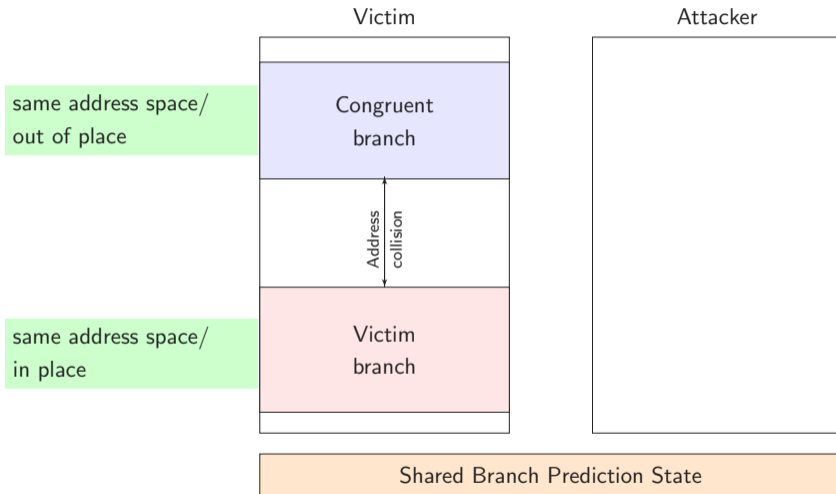 Victim
Attacker
same address space/
out of place
Congruent
branch
Address
collision
same address space/
in place
Victim
branch
Shared Branch Prediction State